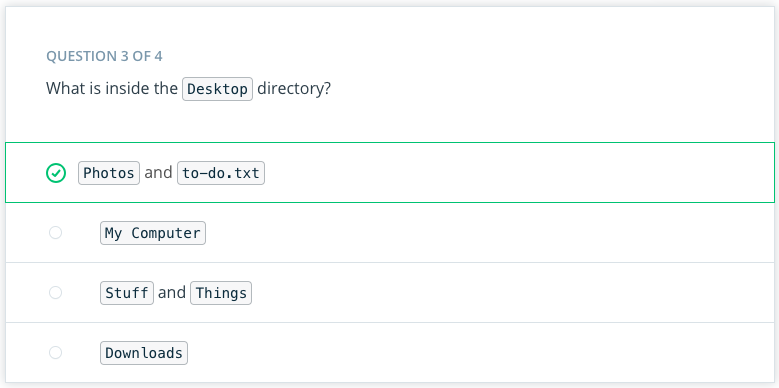 QUESTION 3 OF 4
What is inside the Desktop directory?
Photos and to-do.txt
My Computer
Stuff and Things
Downloads